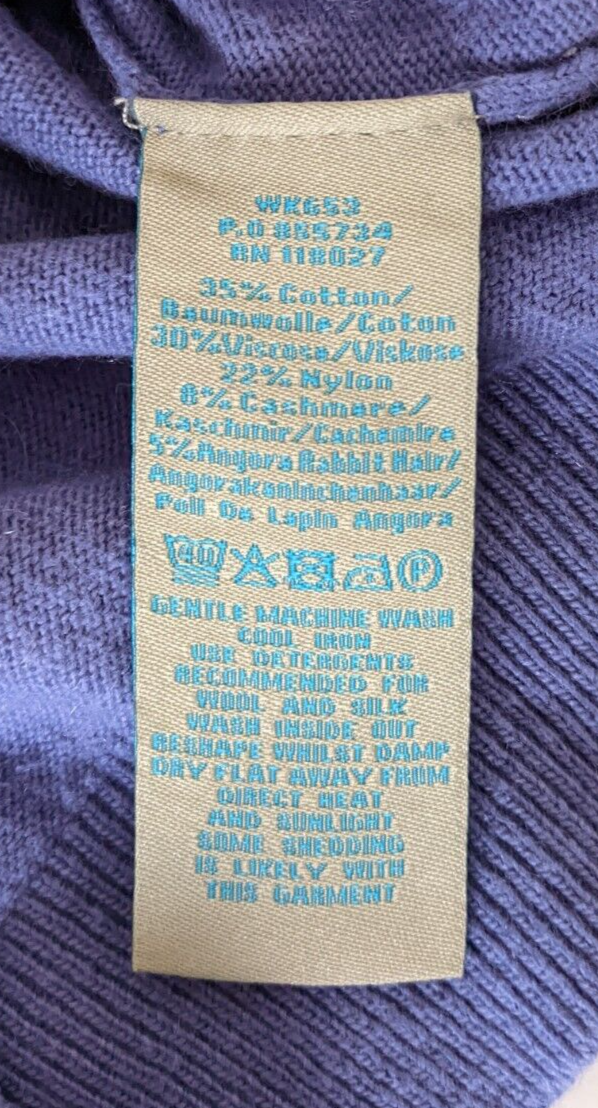 WK653
P.O 855734
RN 118027
35% Cotton/
Baumwolle/Coton
30%Viscose/Viskose
22% Nylon
8% Cashmere/
Kaschmir/Cachemire
5%Angora Rabbit Hair/
Angorakaninchenhaar/
Poil De Lapin Angora
40 P
GENTLE MACHINE WASH
COOL IRON
USE DETERGENTS
RECOMMENDED FOR
WOOL AND SILK
WASH INSIDE OUT
RESHAPE WHILST DAMP
DRY FLAT AWAY FROM
DIRECT HEAT
AND SUNLIGHT
SOME SHEDDING
IS LIKELY WITH
THIS GARMENT